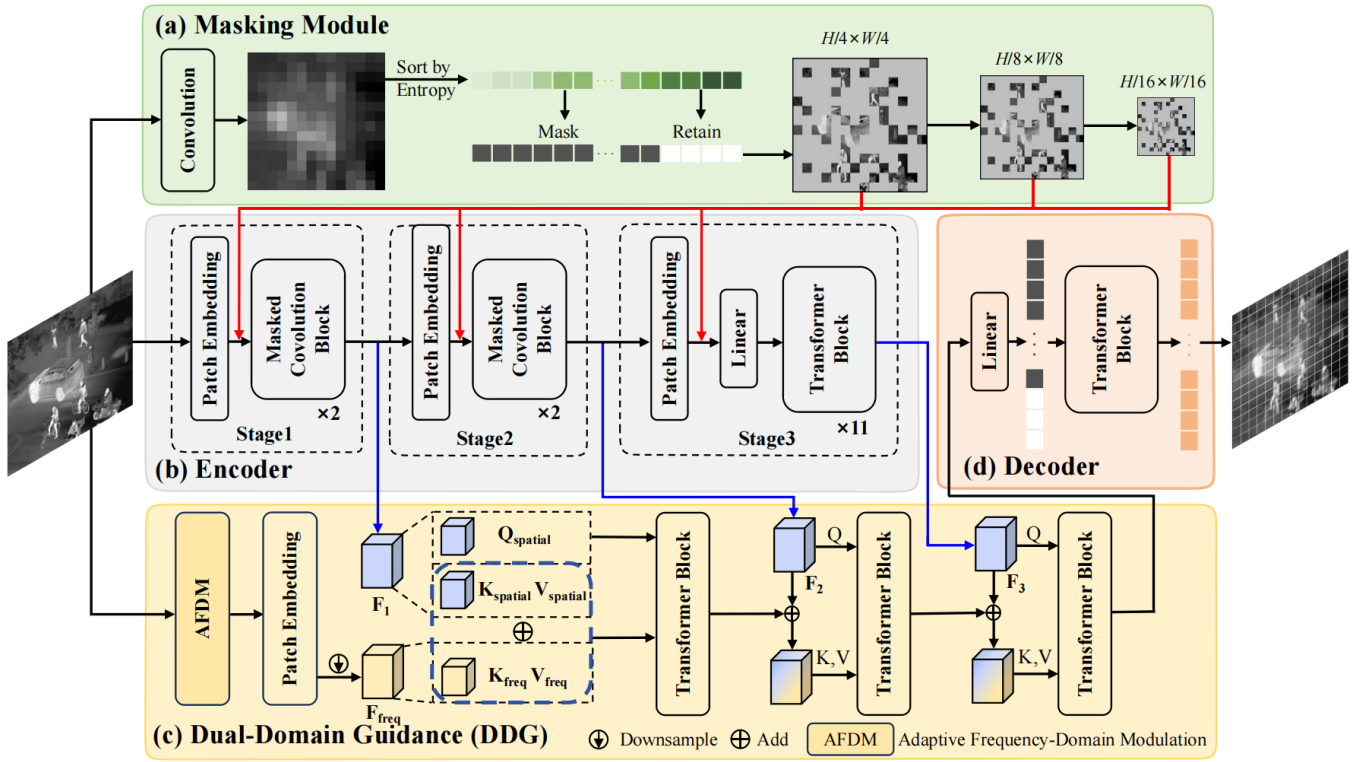 (a) Masking Module
Convolution
Sort by
Entropy
...
Mask
Retain
...
H/4×W/4
H/8×W/8
H/16×W/16
Patch Embedding
Masked
Covolution
Block
×2
Stage1
Patch Embedding
Masked
Covolution
Block
×2
Stage2
Patch Embedding
Linear
Transformer
Block
×11
Stage3
(b) Encoder
Linear
...
Transformer
Block
...
(d) Decoder
AFDM
Patch Embedding
F1
Ffreq
Qspatial
Kspatial Vspatial
Kfreq Vfreq
Transformer Block
F2
Q
K,V
Transformer Block
F3
Q
K,V
Transformer Block
(c) Dual-Domain Guidance (DDG)
Downsample
Add
AFDM
Adaptive Frequency-Domain Modulation